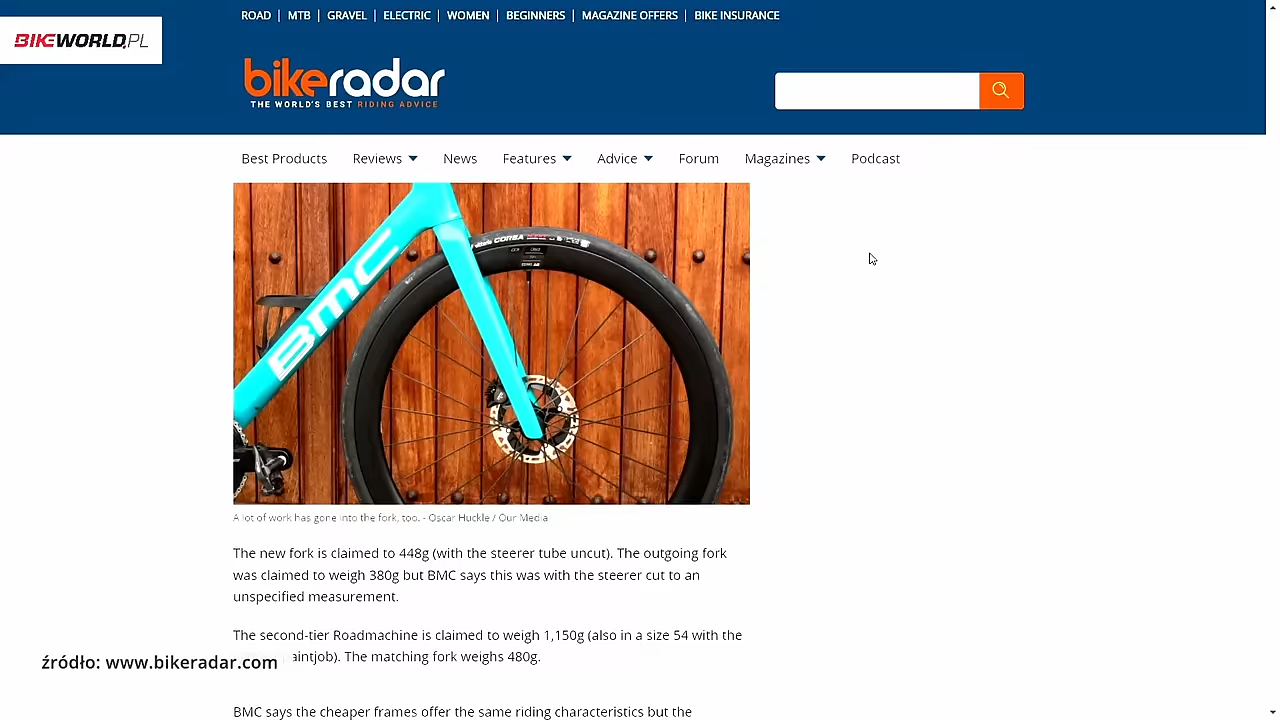 ROAD | MTB | GRAVEL | ELECTRIC | WOMEN | BEGINNERS | MAGAZINE OFFERS | BIKE INSURANCE
BIKEWORLD.PL
bikeradar
THE WORLD'S BEST RIDING ADVICE
Best Products Reviews News Features Advice Forum Magazines Podcast
CORSA
BMC
A lot of work has gone into the fork, too. - Oscar Huckle / Our Media
The new fork is claimed to 448g (with the steerer tube uncut). The outgoing fork
was claimed to weigh 380g but BMC says this was with the steerer cut to an
unspecified measurement.
The second-tier Roadmachine is claimed to weigh 1,150g (also in a size 54 with the
aintjob). The matching fork weighs 480g.
źródło: www.bikeradar.com
BMC says the cheaper frames offer the same riding characteristics but the